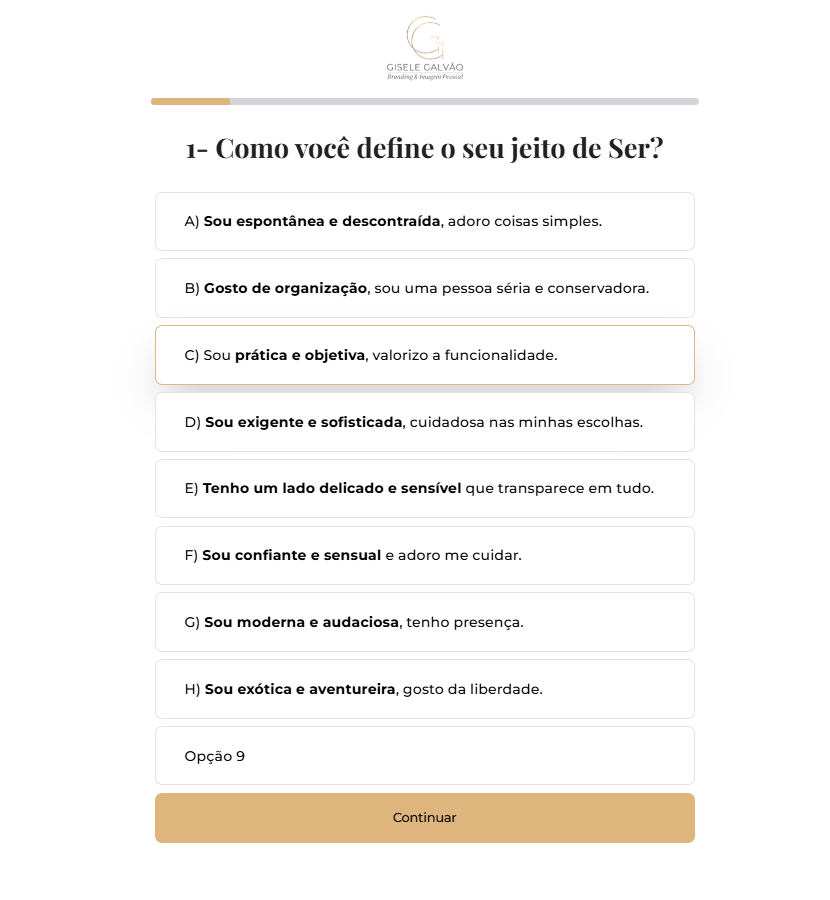 GISELE GALVÃO
Branding & Imagem Pessoal
1- Como você define o seu jeito de Ser?
A) Sou espontânea e descontraída, adoro coisas simples.
B) Gosto de organização, sou uma pessoa séria e conservadora.
C) Sou prática e objetiva, valorizo a funcionalidade.
D) Sou exigente e sofisticada, cuidadosa nas minhas escolhas.
E) Tenho um lado delicado e sensível que transparece em tudo.
F) Sou confiante e sensual e adoro me cuidar.
G) Sou moderna e audaciosa, tenho presença.
H) Sou exótica e aventureira, gosto da liberdade.
Opção 9
Continuar